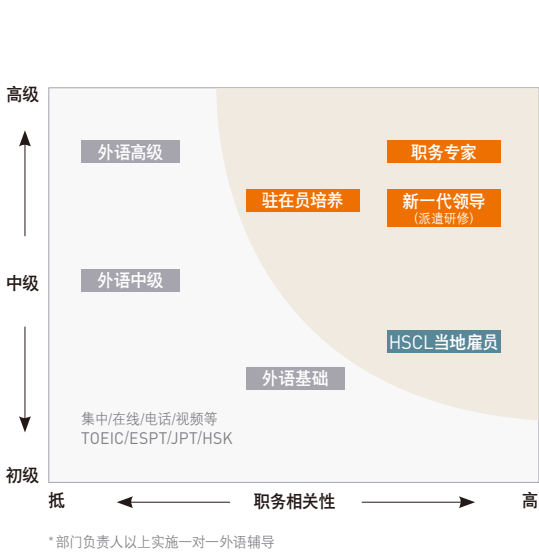 高级
外语高级
职务专家
驻在员培养
新一代领导
(派遣研修)
中级
外语中级
HSCL当地雇员
外语基础
集中/在线/电话/视频等
TOEIC/ESPT/JPT/HSK
初级
抵
职务相关性
高
*部门负责人以上实施一对一外语辅导